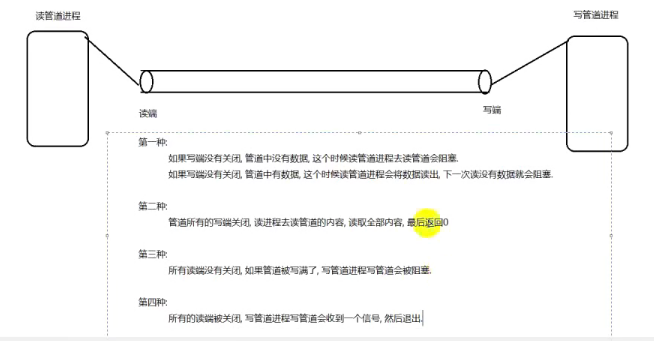 读管道进程
写管道进程
读端
写端
第一种:
如果写端没有关闭, 管道中没有数据, 这个时候读管道进程去读管道会阻塞.
如果写端没有关闭, 管道中有数据, 这个时候读管道进程会将数据读出, 下一次读没有数据就会阻塞.
第二种:
管道所有的写端关闭, 读进程去读管道的内容, 读取全部内容, 最后返回0
第三种:
所有读端没有关闭, 如果管道被写满了, 写管道进程写管道会被阻塞.
第四种:
所有的读端被关闭, 写管道进程写管道会收到一个信号, 然后退出.